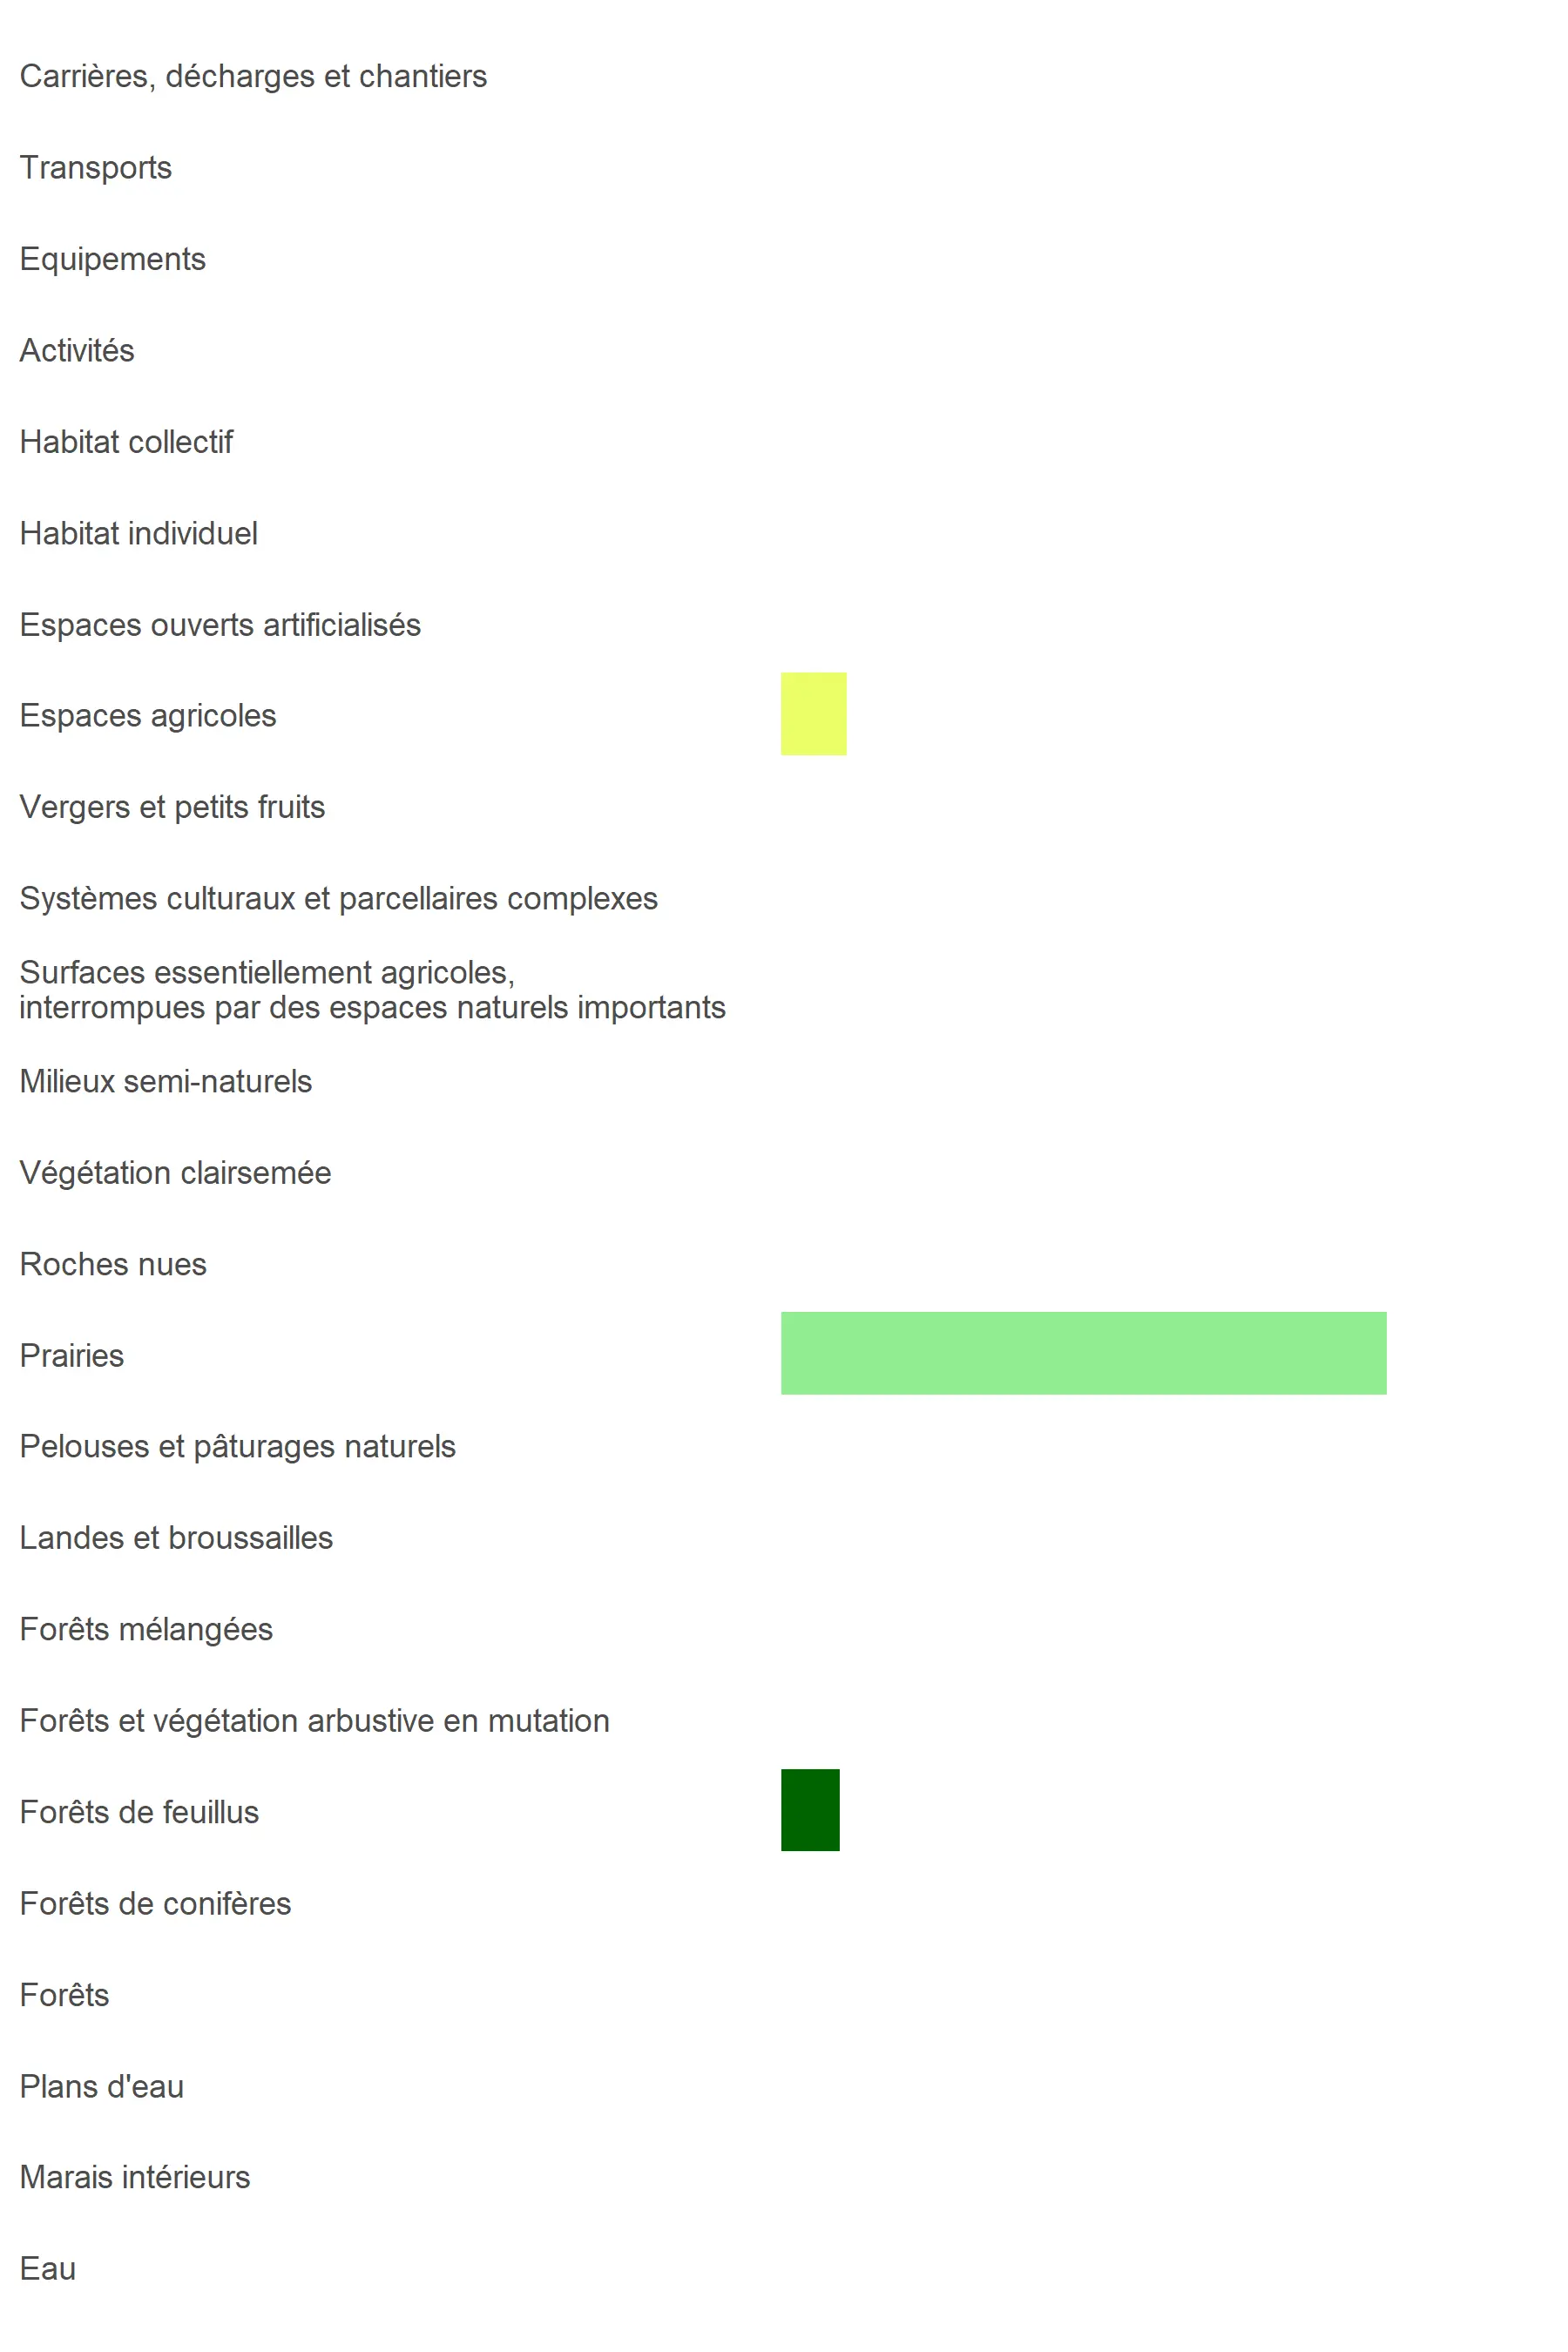 Carrières, décharges et chantiers
Transports
Equipements
Activités
Habitat collectif
Habitat individuel
Espaces ouverts artificialisés
Espaces agricoles
Vergers et petits fruits
Systèmes culturaux et parcellaires complexes
Surfaces essentiellement agricoles,
interrompues par des espaces naturels importants
Milieux semi-naturels
Végétation clairsemée
Roches nues
Prairies
Pelouses et pâturages naturels
Landes et broussailles
Forêts mélangées
Forêts et végétation arbustive en mutation
Forêts de feuillus
Forêts de conifères
Forêts
Plans d'eau
Marais intérieurs
Eau